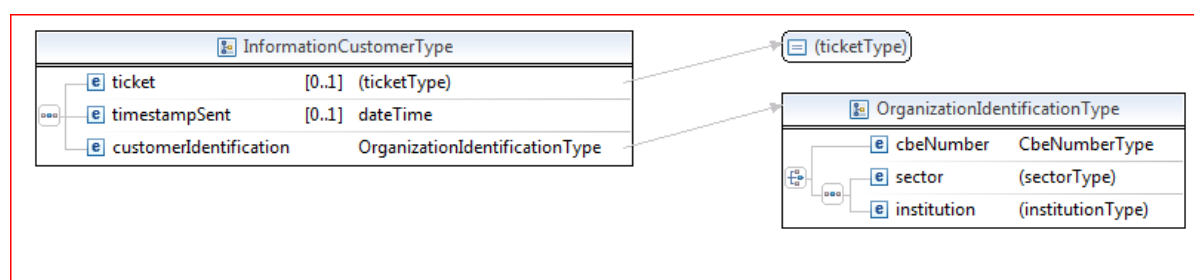 InformationCustomerType
e ticket [0..1] (ticketType)
e timestampSent [0..1] dateTime
e customerIdentification OrganizationIdentificationType
(ticketType)
OrganizationIdentificationType
e cbeNumber CbeNumberType
e sector (sectorType)
e institution (institutionType)